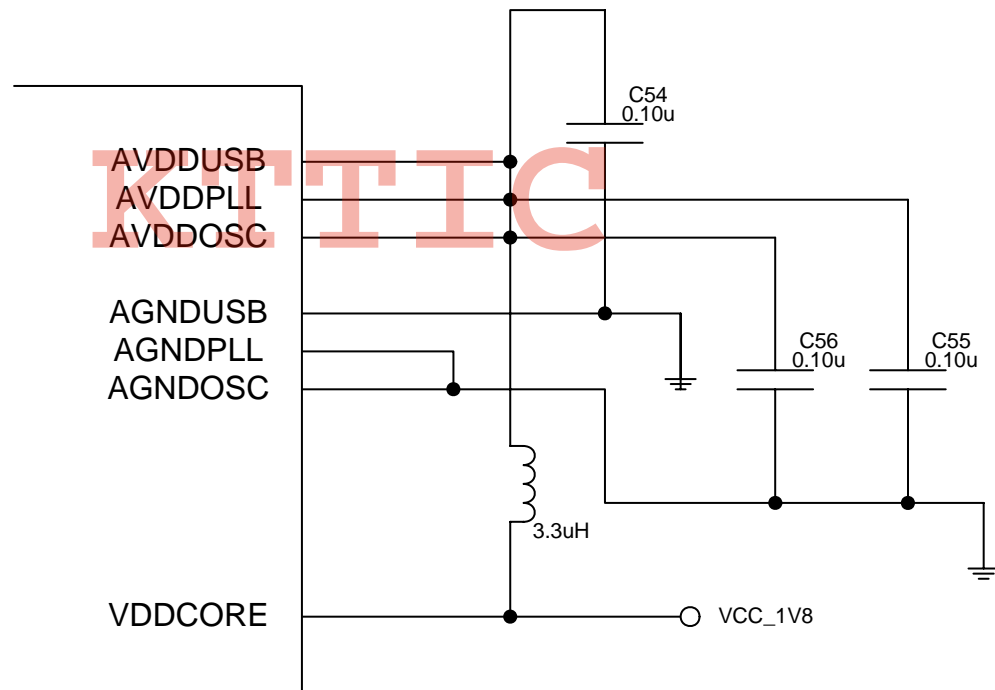 C54
0.10u
AVDDUSB
KTTIC
AVDDPLL
AVDDOSC
AGNDUSB
AGNDPLL
AGNDOSC
C56
0.10u
C55
0.10u
3.3uH
VDDCORE
VCC_1V8